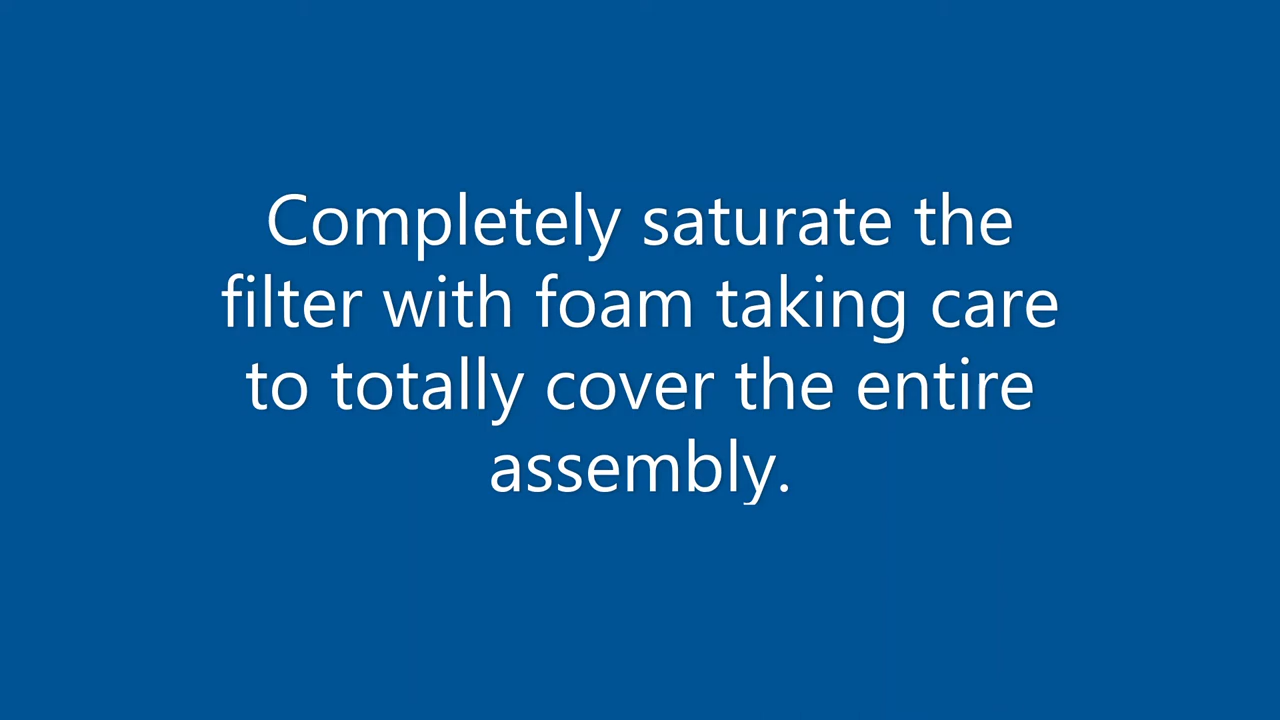 Completely saturate the
filter with foam taking care
to totally cover the entire
assembly.